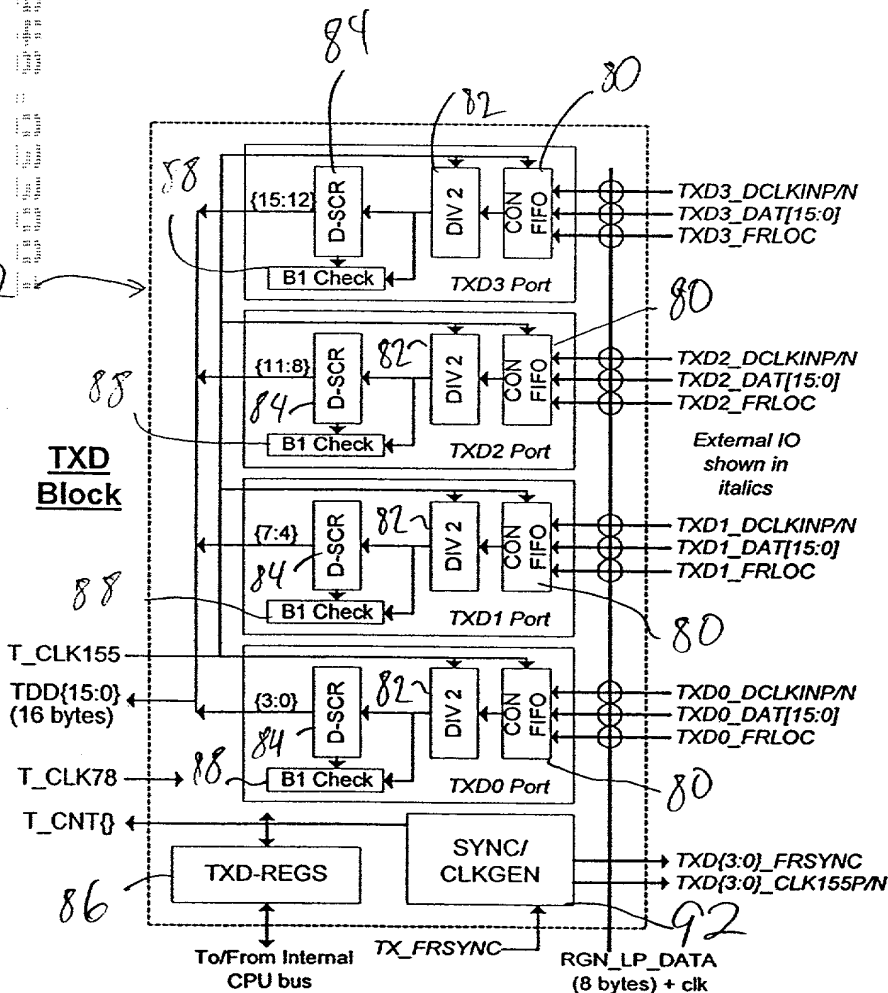 84
80
82
88
{15:12}
D-SCR
DIV 2
CON FIFO
B1 Check
TXD3 Port
TXD3_DCLKINP/N
TXD3_DAT[15:0]
TXD3_FRLOC
2
80
82
{11:8}
D-SCR
84
DIV 2
CON FIFO
88
B1 Check
TXD2 Port
TXD2_DCLKINP/N
TXD2_DAT[15:0]
TXD2_FRLOC
External IO
shown in
italics
TXD
Block
82
{7:4}
D-SCR
84
DIV 2
CON FIFO
88
B1 Check
TXD1 Port
80
TXD1_DCLKINP/N
TXD1_DAT[15:0]
TXD1_FRLOC
T_CLK155
TDD{15:0}
(16 bytes)
82
{3:0}
D-SCR
84
DIV 2
CON FIFO
T_CLK78
88
B1 Check
TXD0 Port
80
TXD0_DCLKINP/N
TXD0_DAT[15:0]
TXD0_FRLOC
T_CNT{}
TXD-REGS
86
SYNC/
CLKGEN
92
TXD{3:0}_FRSYNC
TXD{3:0}_CLK155P/N
To/From Internal
CPU bus
TX_FRSYNC
RGN_LP_DATA
(8 bytes) + clk